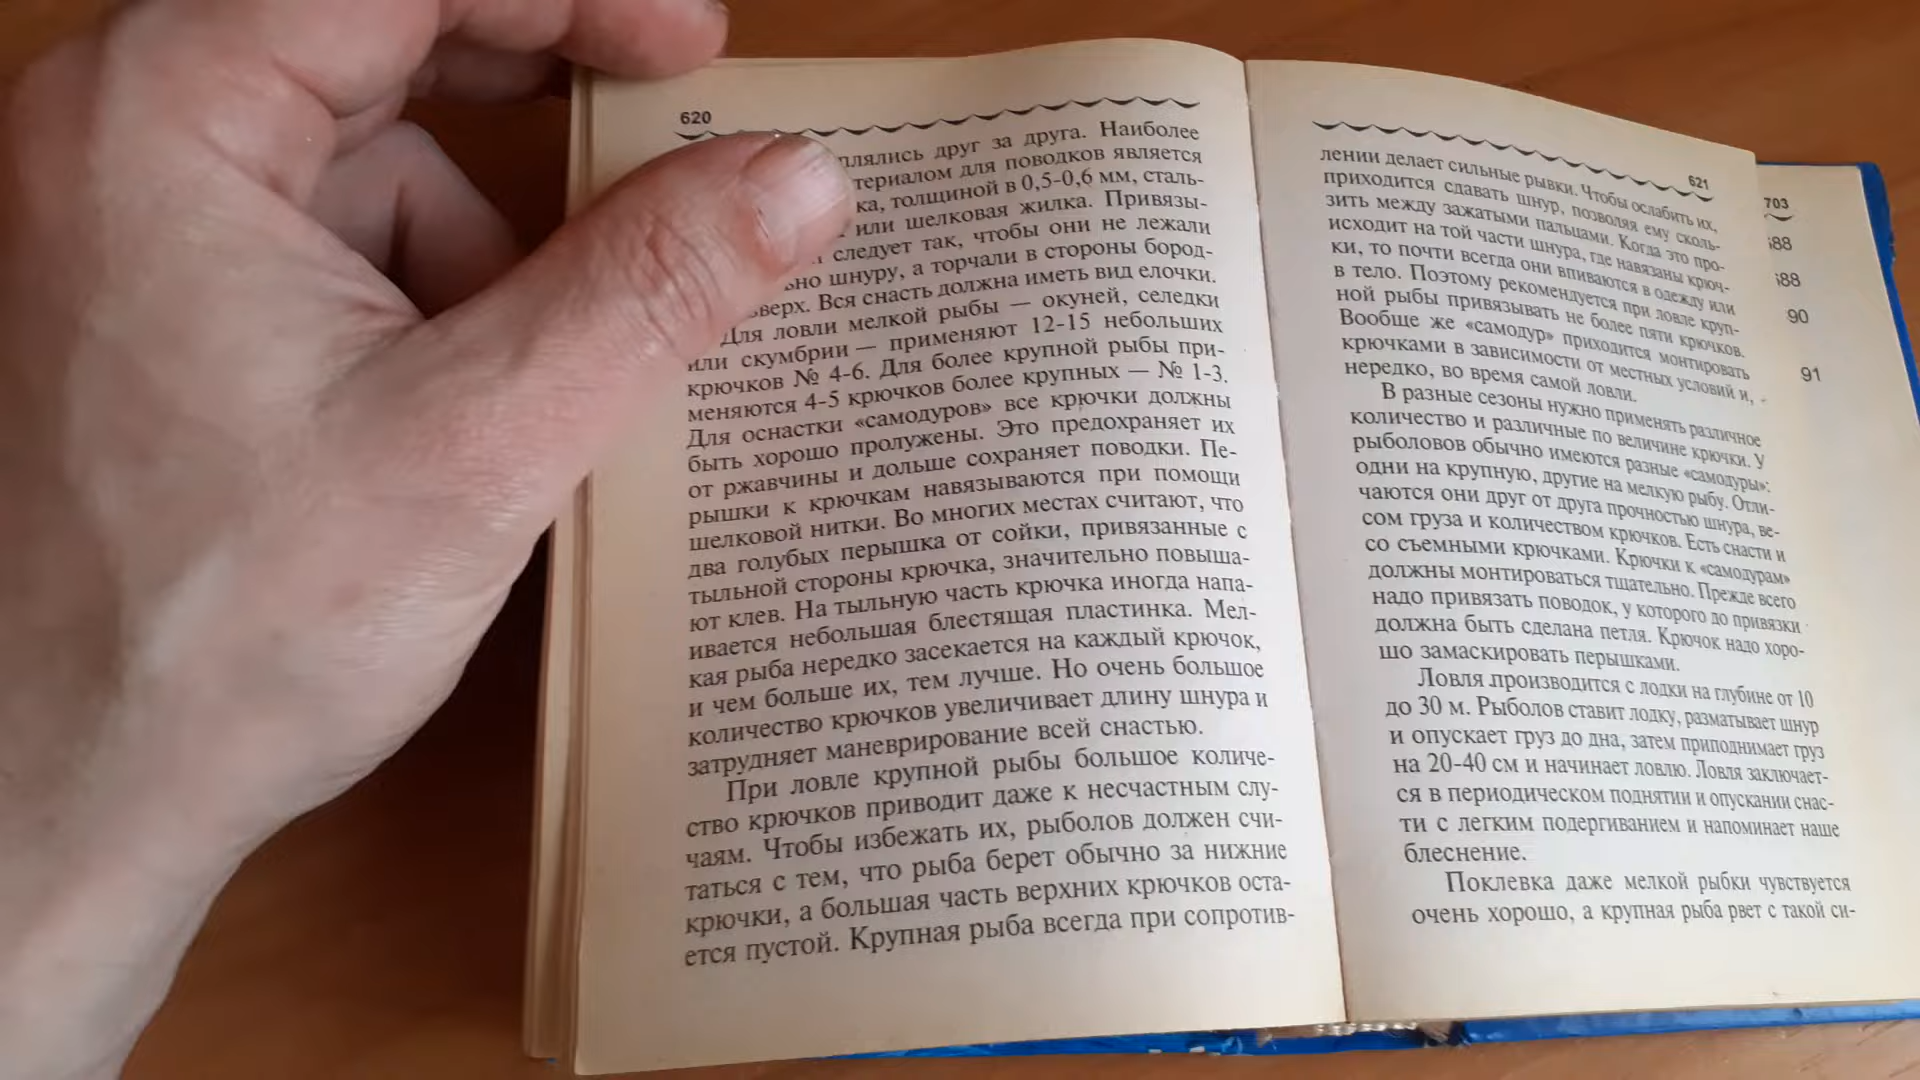 620
друг за друга. Наиболее
для поводков является
толщиной в 0,5-0,6 мм, сталь-
или шелковая жилка. Привязы-
следует так, чтобы они не лежали
шнуру, а торчали в стороны бород-
Вся снасть должна иметь вид елочки.
Для ловли мелкой рыбы — окуней, селедки
или скумбрии — применяют 12-15 небольших
крючков № 4-6. Для более крупной рыбы при-
меняются 4-5 крючков более крупных — № 1-3.
Для оснастки «самодуров» все крючки должны
быть хорошо пролужены. Это предохраняет их
от ржавчины и дольше сохраняет поводки. Пе-
рышки к крючкам навязываются при помощи
шелковой нитки. Во многих местах считают, что
два голубых перышка от сойки, привязанные с
тыльной стороны крючка, значительно повыша-
ют клев. На тыльную часть крючка иногда напа-
ивается небольшая блестящая пластинка. Мел-
кая рыба нередко засекается на каждый крючок,
и чем больше их, тем лучше. Но очень большое
количество крючков увеличивает длину шнура и
затрудняет маневрирование всей снастью.
При ловле крупной рыбы большое количе-
ство крючков приводит даже к несчастным слу-
чаям. Чтобы избежать их, рыболов должен счи-
таться с тем, что рыба берет обычно за нижние
крючки, а большая часть верхних крючков оста-
ется пустой. Крупная рыба всегда при сопротив-
621
лении делает сильные рывки. Чтобы ослабить их,
приходится сдавать шнур, позволяя ему сколь-
зить между зажатыми пальцами. Когда это про-
исходит на той части шнура, где навязаны крюч-
ки, то почти всегда они впиваются в одежду или
в тело. Поэтому рекомендуется при ловле круп-
ной рыбы привязывать не более пяти крючков.
Вообще же «самодур» приходится монтировать
крючками в зависимости от местных условий и,
нередко, во время самой ловли.
В разные сезоны нужно применять различное
количество и различные по величине крючки. У
рыболовов обычно имеются разные «самодуры»:
одни на крупную, другие на мелкую рыбу. Отли-
чаются они друг от друга прочностью шнура, ве-
сом груза и количеством крючков. Есть снасти и
со съемными крючками. Крючки к «самодурам»
должны монтироваться тщательно. Прежде всего
надо привязать поводок, у которого до привязки
должна быть сделана петля. Крючок надо хоро-
шо замаскировать перышками.
Ловля производится с лодки на глубине от 10
до 30 м. Рыболов ставит лодку, разматывает шнур
и опускает груз до дна, затем приподнимает груз
на 20-40 см и начинает ловлю. Ловля заключает-
ся в периодическом поднятии и опускании снас-
ти с легким подергиванием и напоминает наше
блеснение.
Поклевка даже мелкой рыбки чувствуется
очень хорошо, а крупная рыба рвет с такой си-
703
88
90
91